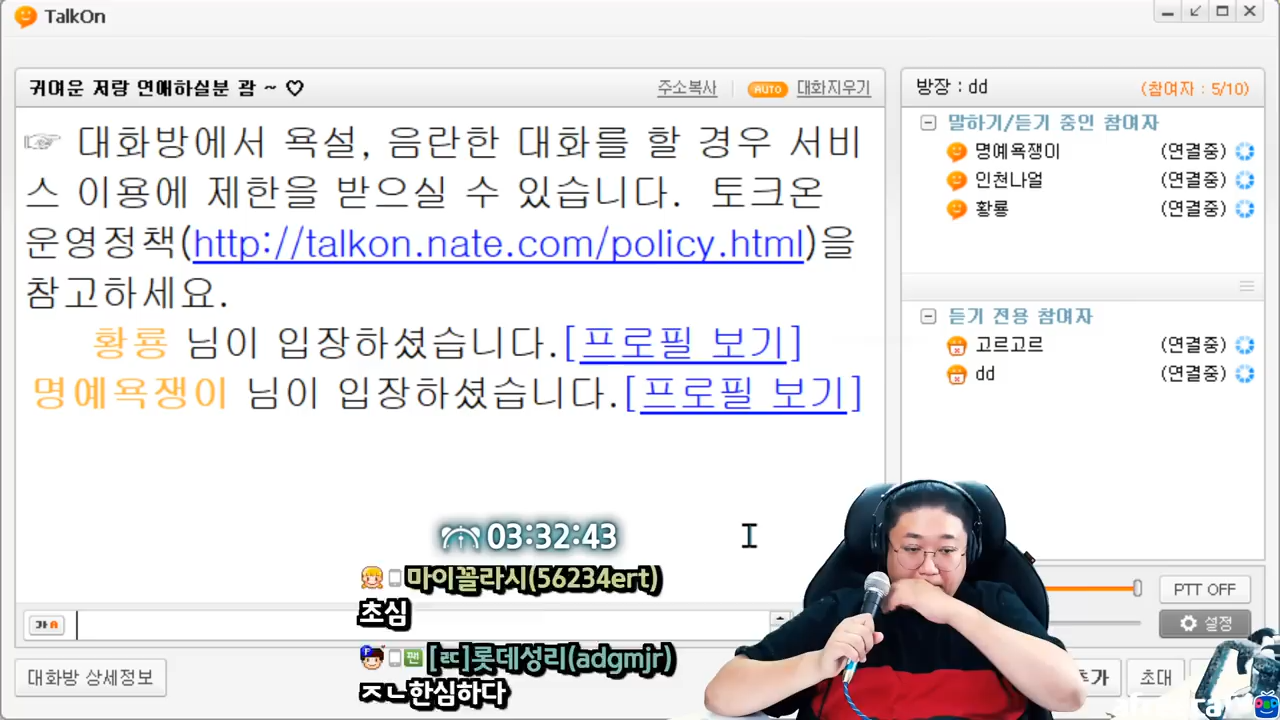 TalkOn
귀여운 저랑 연애하실분 괌 ~ ♡
주소복사
AUTO 대화지우기
☞ 대화방에서 욕설, 음란한 대화를 할 경우 서비
스 이용에 제한을 받으실 수 있습니다. 토크온
운영정책(http://talkon.nate.com/policy.html)을
참고하세요.
황룡 님이 입장하셨습니다.[프로필 보기]
명예욕쟁이 님이 입장하셨습니다.[프로필 보기]
방장 : dd (참여자 : 5/10)
말하기/듣기 중인 참여자
명예욕쟁이 (연결중)
인천나얼 (연결중)
황룡 (연결중)
듣기 전용 참여자
고르고르 (연결중)
dd (연결중)
03:32:43
마이꼴라시(56234ert)
초심
팬 [ㄹㄷ]롯데성리(adgmjr)
ㅈㄴ한심하다
가A
PTT OFF
설정
대화방 상세정보
초대